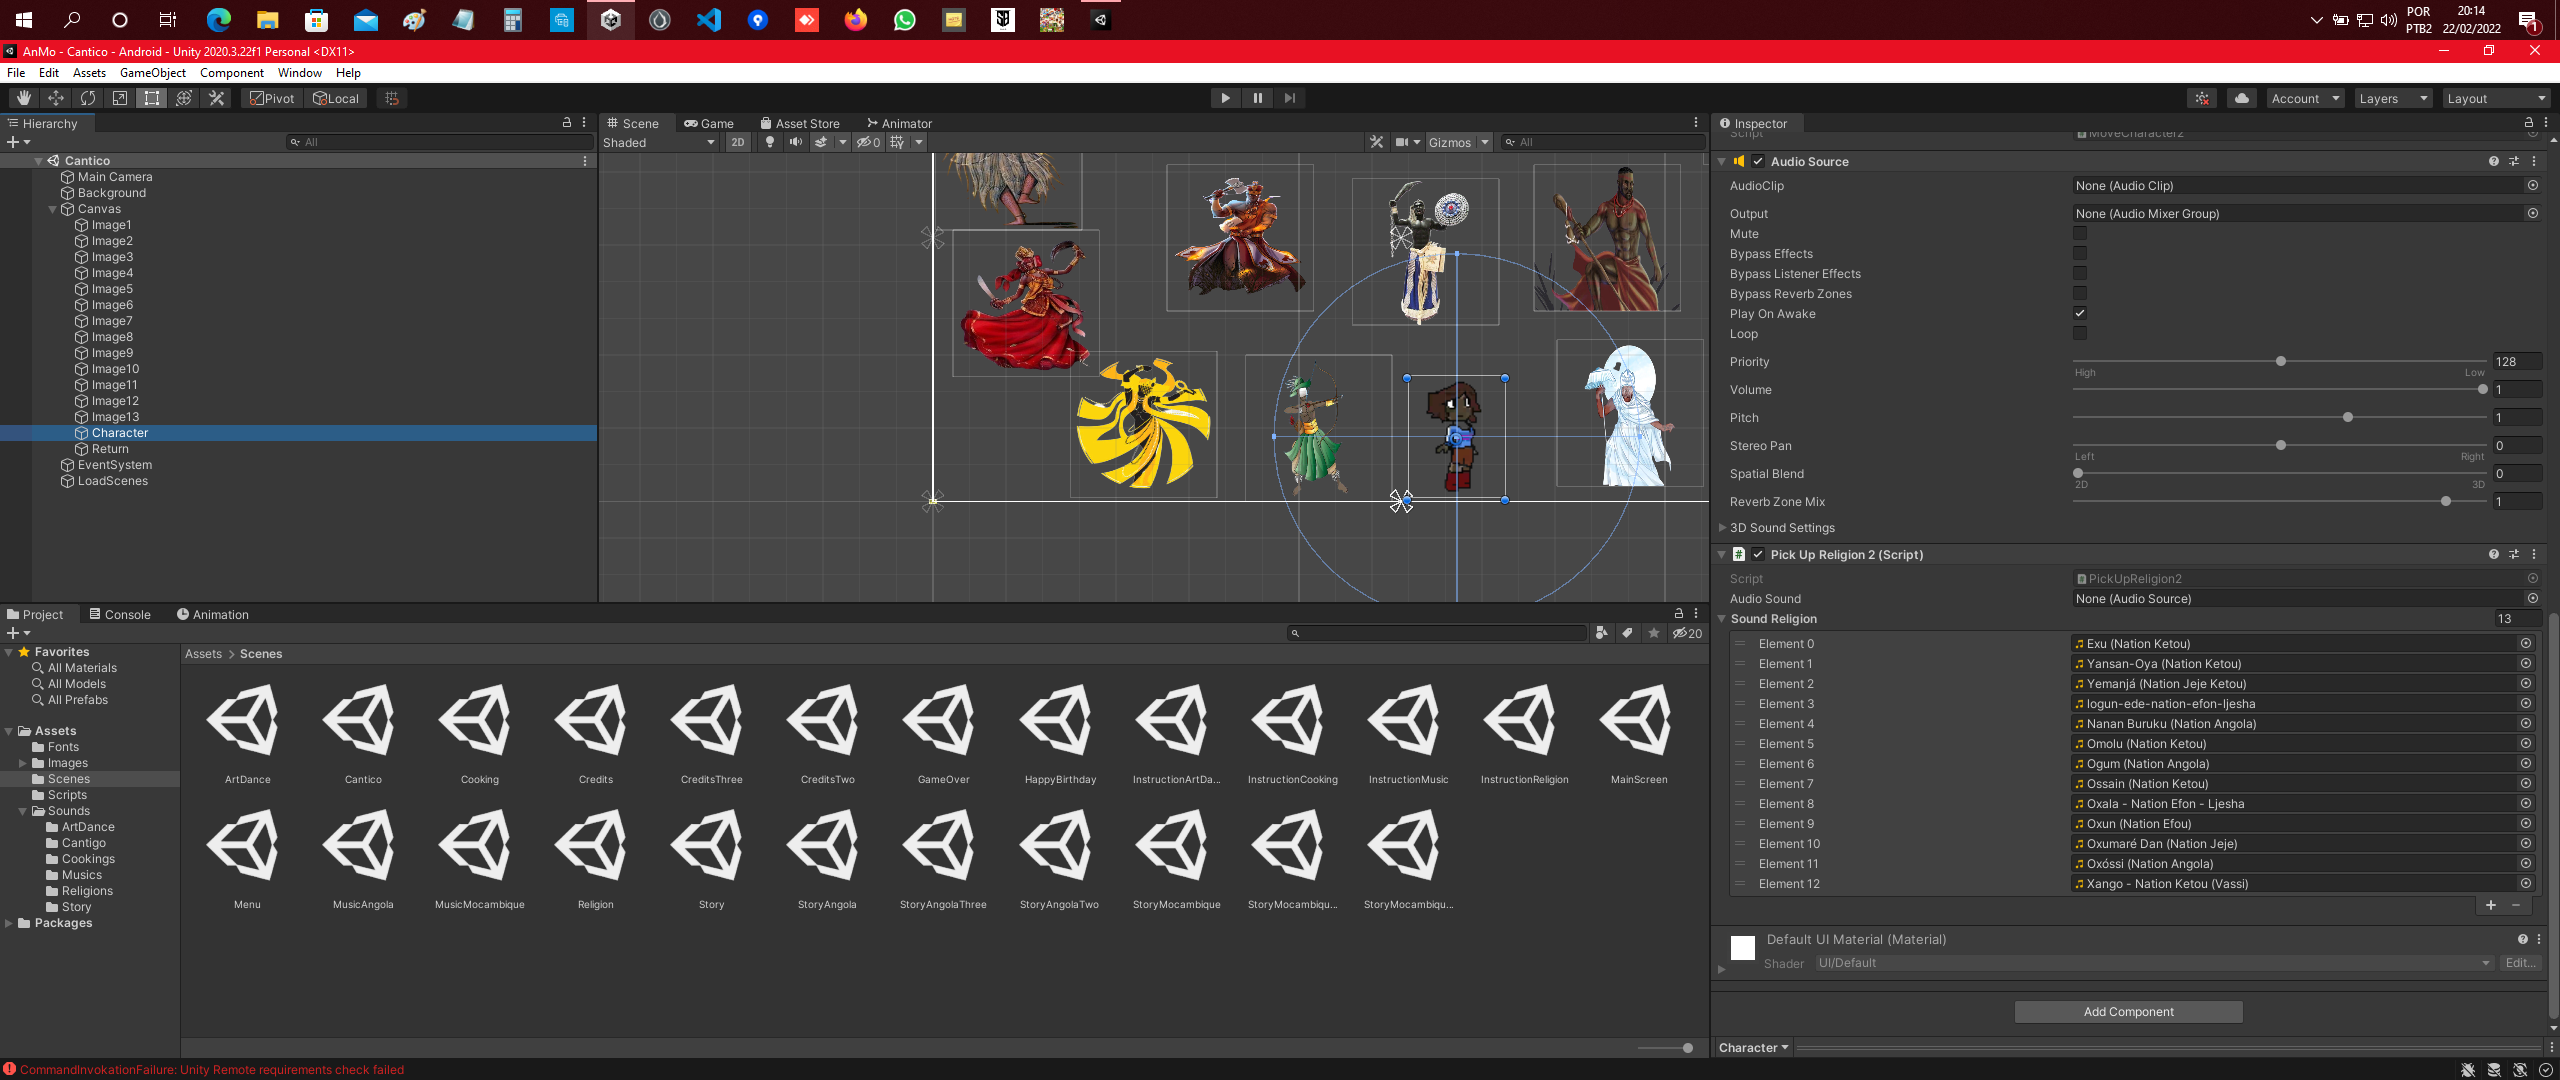 POR
PTB2
20:14
22/02/2022
1
AnMo - Cantico - Android - Unity 2020.3.22f1 Personal <DX11>
File Edit Assets GameObject Component Window Help
Pivot Local Account Layers Layout
Hierarchy
All
Cantico
Main Camera
Background
Canvas
Image1
Image2
Image3
Image4
Image5
Image6
Image7
Image8
Image9
Image10
Image11
Image12
Image13
Character
Return
EventSystem
LoadScenes
Scene Game Asset Store Animator
Shaded 2D 0 Gizmos All
Inspector
Script MoveCharacter2
Audio Source
AudioClip None (Audio Clip)
Output None (Audio Mixer Group)
Mute
Bypass Effects
Bypass Listener Effects
Bypass Reverb Zones
Play On Awake
Loop
Priority 128
High Low
Volume 1
Pitch 1
Stereo Pan 0
Left Right
Spatial Blend 0
2D 3D
Reverb Zone Mix 1
3D Sound Settings
# Pick Up Religion 2 (Script)
Script PickUpReligion2
Audio Sound None (Audio Source)
Sound Religion 13
Element 0 Exu (Nation Ketou)
Element 1 Yansan-Oya (Nation Ketou)
Element 2 Yemanjá (Nation Jeje Ketou)
Element 3 logun-ede-nation-efon-ljesha
Element 4 Nanan Buruku (Nation Angola)
Element 5 Omolu (Nation Ketou)
Element 6 Ogum (Nation Angola)
Element 7 Ossain (Nation Ketou)
Element 8 Oxala - Nation Efon - Ljesha
Element 9 Oxun (Nation Efou)
Element 10 Oxumaré Dan (Nation Jeje)
Element 11 Oxóssi (Nation Angola)
Element 12 Xango - Nation Ketou (Vassi)
+ −
Default UI Material (Material)
Shader UI/Default Edit...
Add Component
Character
Project Console Animation
20
Favorites
All Materials
All Models
All Prefabs
Assets
Fonts
Images
Scenes
Scripts
Sounds
ArtDance
Cantigo
Cookings
Musics
Religions
Story
Packages
Assets > Scenes
ArtDance Cantico Cooking Credits CreditsThree CreditsTwo GameOver HappyBirthday InstructionArtDa... InstructionCooking InstructionMusic InstructionReligion MainScreen
Menu MusicAngola MusicMocambique Religion Story StoryAngola StoryAngolaThree StoryAngolaTwo StoryMocambique StoryMocambiqu... StoryMocambiqu...
CommandInvokationFailure: Unity Remote requirements check failed